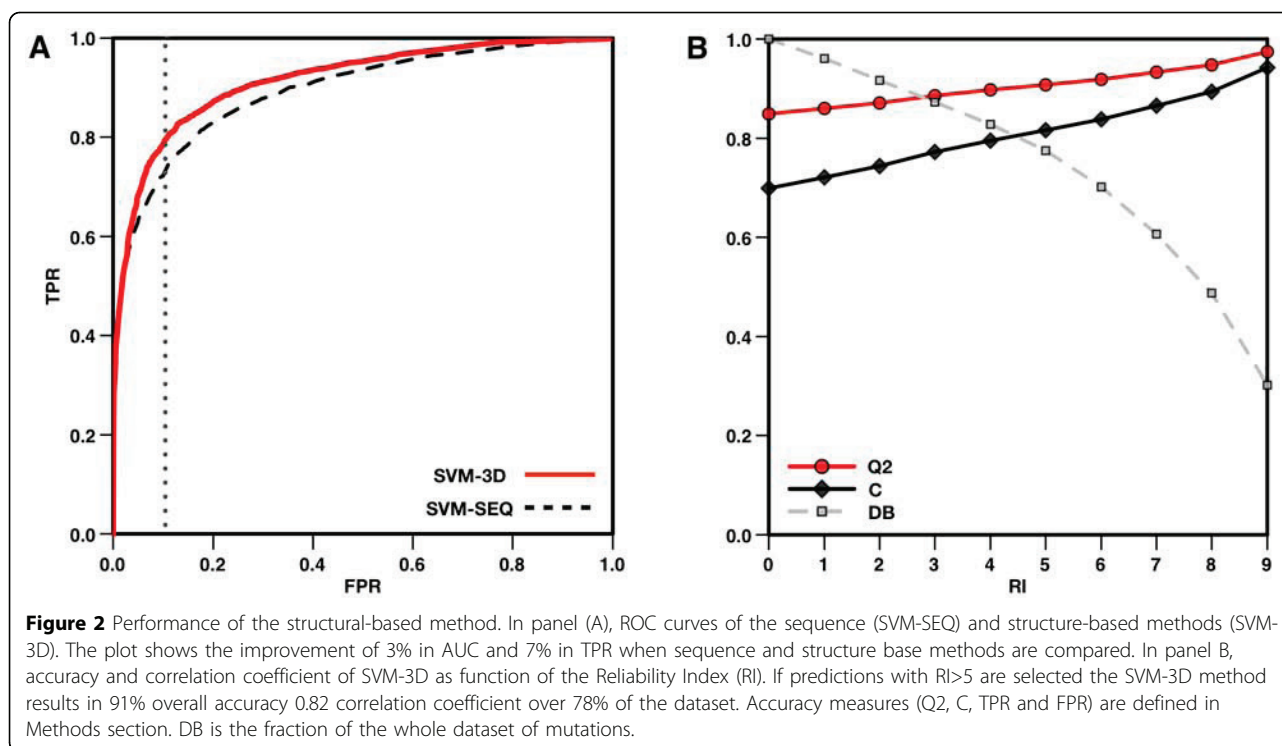 A
1.0
0.8
0.6
0.4
0.2
0.0
TPR
SVM-3D
SVM-SEQ
0.0 0.2 0.4 0.6 0.8 1.0
FPR
B
1.0
0.8
0.6
0.4
0.2
0.0
Q2
C
DB
0 1 2 3 4 5 6 7 8 9
RI
Figure 2 Performance of the structural-based method. In panel (A), ROC curves of the sequence (SVM-SEQ) and structure-based methods (SVM-
3D). The plot shows the improvement of 3% in AUC and 7% in TPR when sequence and structure base methods are compared. In panel B,
accuracy and correlation coefficient of SVM-3D as function of the Reliability Index (RI). If predictions with RI>5 are selected the SVM-3D method
results in 91% overall accuracy 0.82 correlation coefficient over 78% of the dataset. Accuracy measures (Q2, C, TPR and FPR) are defined in
Methods section. DB is the fraction of the whole dataset of mutations.